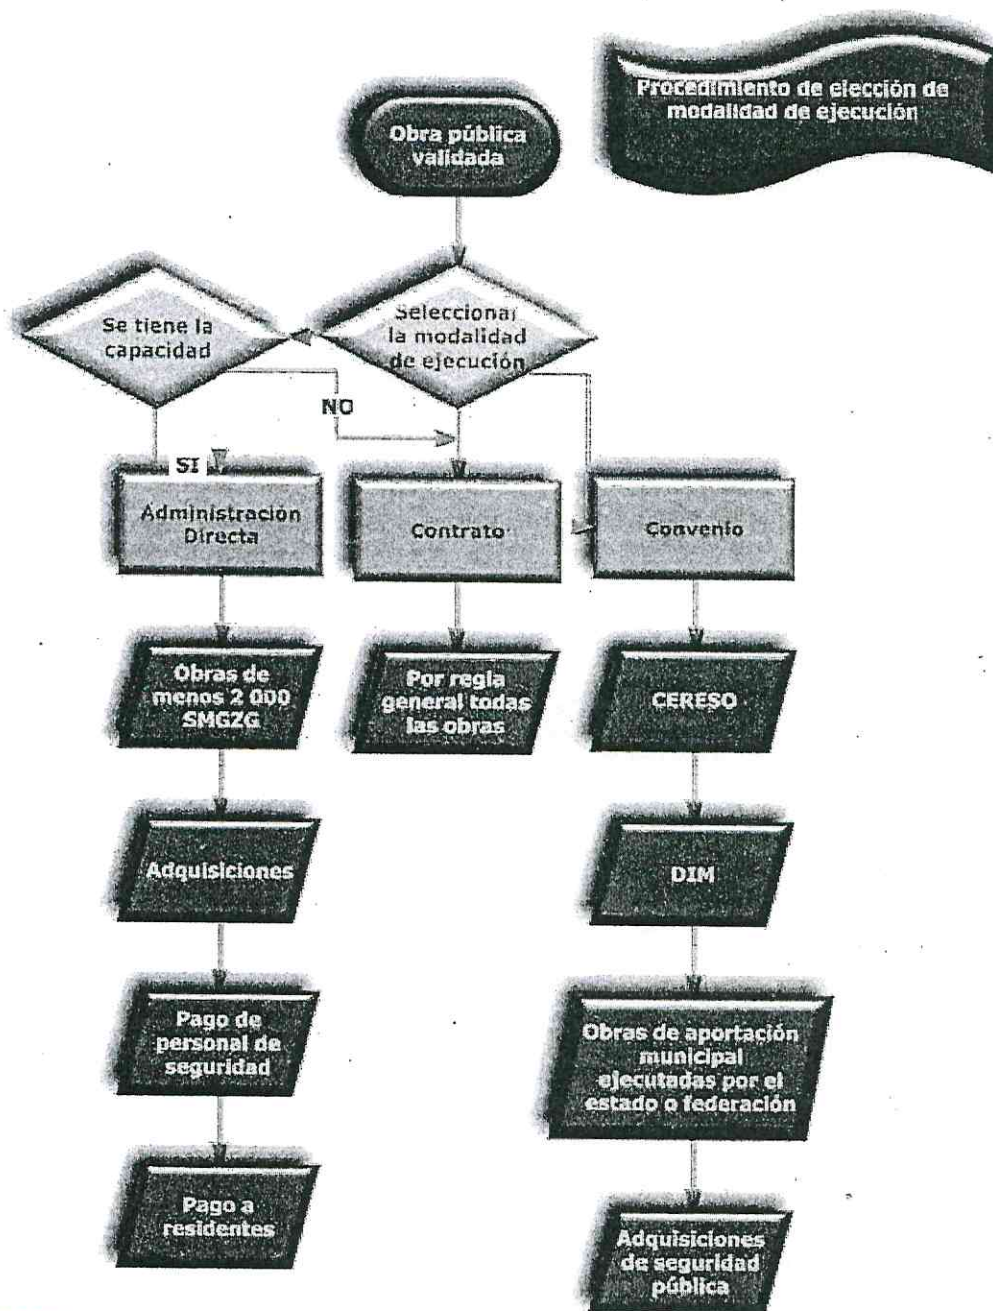 Procedimiento de elección de
modalidad de ejecución
Obra pública
validada
Se tiene la
capacidad
Seleccionar
la modalidad
de ejecución
NO
SI
Administración
Directa
Contrato
Convenio
Obras de
menos 2 000
SMGZG
Por regla
general todas
las obras
CERESO
Adquisiciones
DIM
Pago de
personal de
seguridad
Obras de aportación
municipal
ejecutadas por el
estado o federación
Pago a
residentes
Adquisiciones
de seguridad
pública